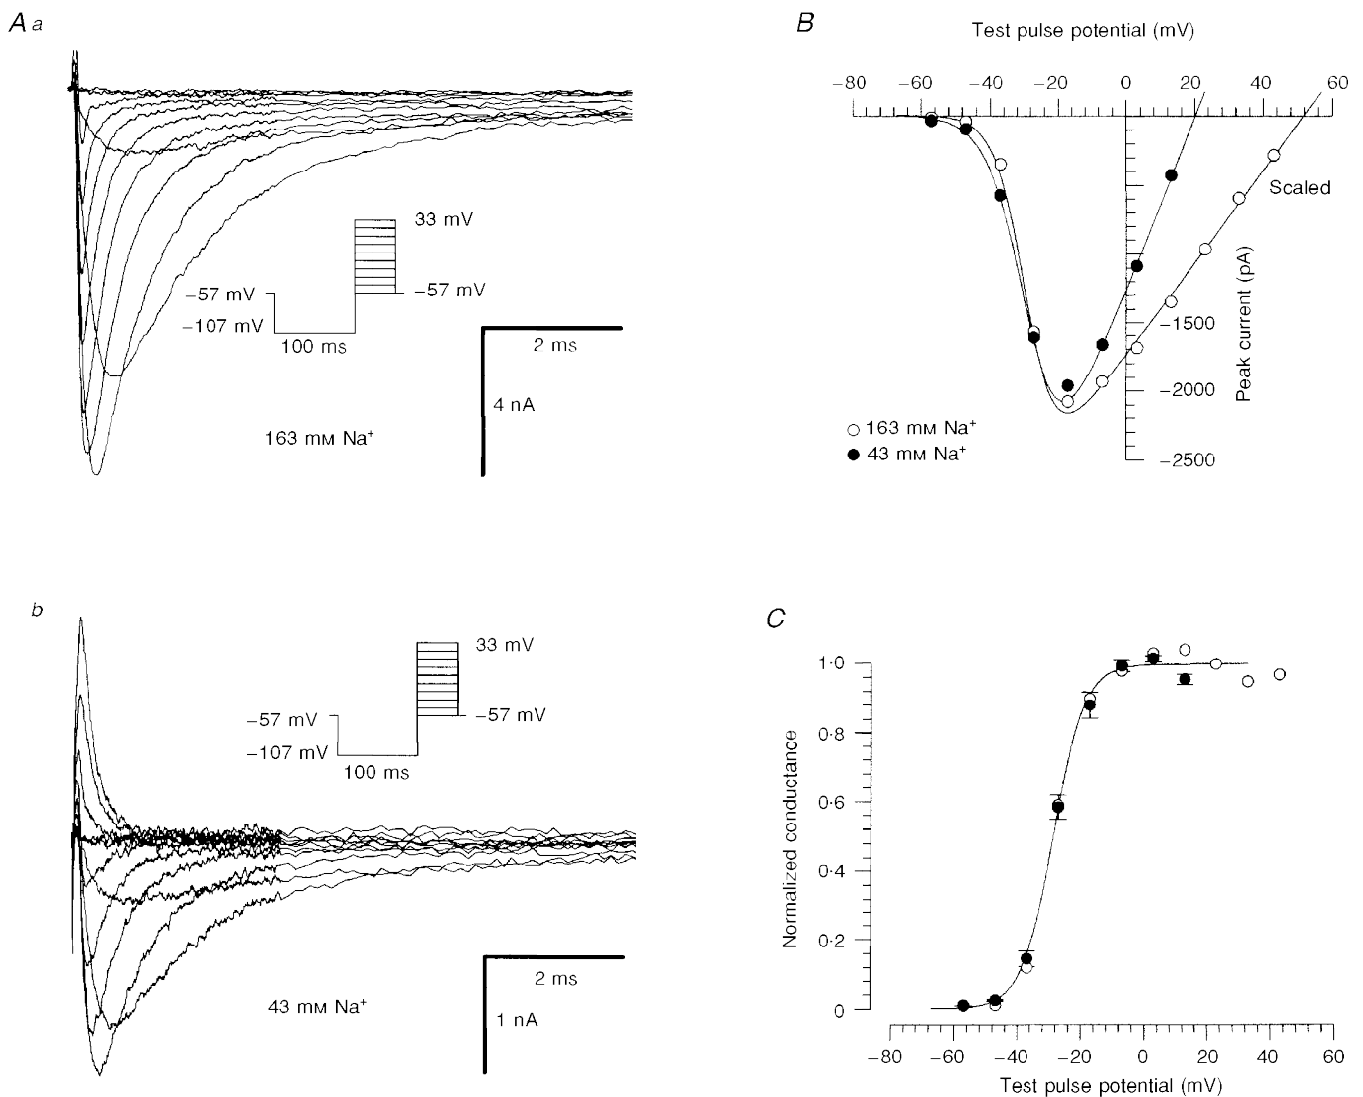 A a
33 mV
−57 mV
−57 mV
−107 mV
100 ms
2 ms
4 nA
163 mM Na⁺
B
Test pulse potential (mV)
−80 −60 −40 −20 0 20 40 60
Scaled
Peak current (pA)
−1500
−2000
−2500
163 mM Na⁺
43 mM Na⁺
b
33 mV
−57 mV
−57 mV
−107 mV
100 ms
2 ms
1 nA
43 mM Na⁺
C
Normalized conductance
1·0
0·8
0·6
0·4
0·2
0
−80 −60 −40 −20 0 20 40 60
Test pulse potential (mV)